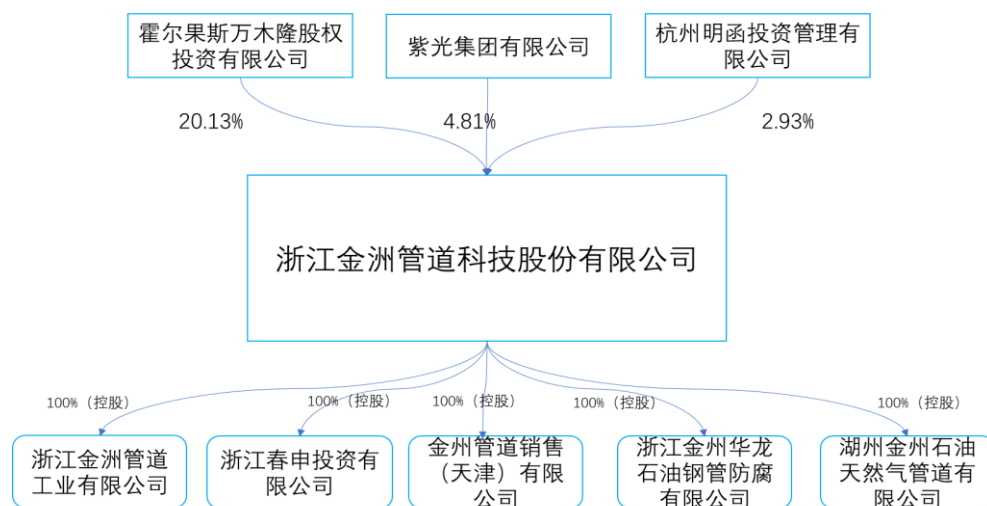 霍尔果斯万木隆股权
投资有限公司
紫光集团有限公司
杭州明函投资管理有
限公司
20.13%
4.81%
2.93%
浙江金洲管道科技股份有限公司
100%（控股）
100%（控股）
100%（控股）
100%（控股）
100%（控股）
浙江金洲管道
工业有限公司
浙江春申投资有
限公司
金州管道销售
（天津）有限
公司
浙江金州华龙
石油钢管防腐
有限公司
湖州金州石油
天然气管道有
限公司